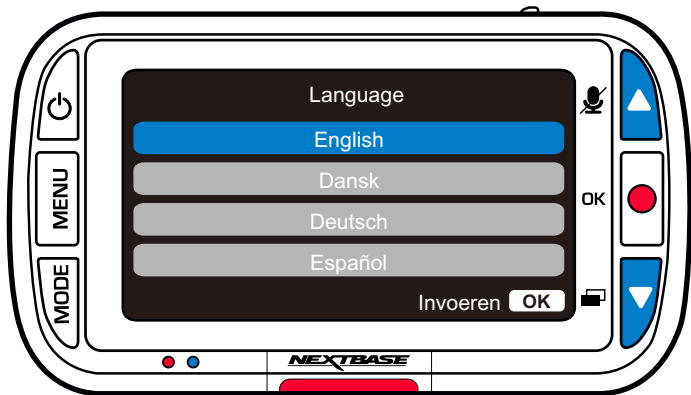 Language
English
Dansk
Deutsch
Español
Invoeren OK
MENU
MODE
OK
NEXTBASE